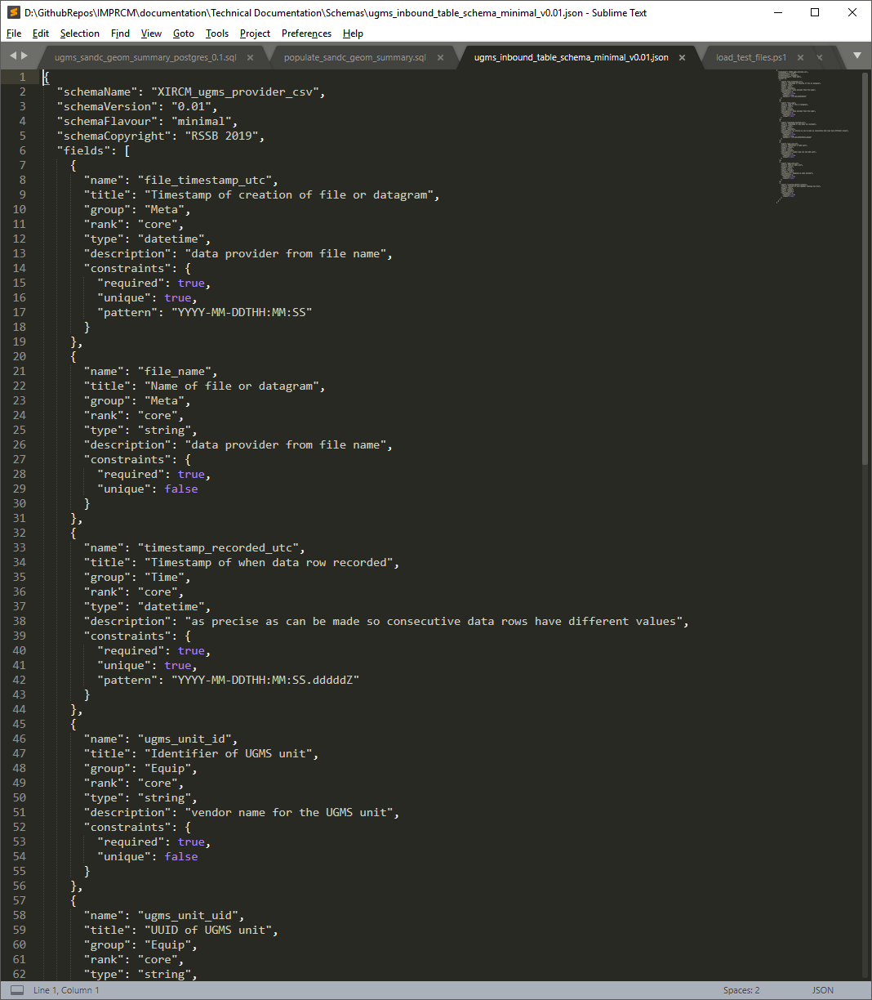 D:\GithubRepos\IMPRCM\documentation\Technical Documentation\Schemas\ugms_inbound_table_schema_minimal_v0.01.json - Sublime Text
File Edit Selection Find View Goto Tools Project Preferences Help
ugms_sandc_geom_summary_postgres_0.1.sql populate_sandc_geom_summary.sql ugms_inbound_table_schema_minimal_v0.01.json load_test_files.ps1
1 {
2 "schemaName": "XIRCM_ugms_provider_csv",
3 "schemaVersion": "0.01",
4 "schemaFlavour": "minimal",
5 "schemaCopyright": "RSSB 2019",
6 "fields": [
7 {
8 "name": "file_timestamp_utc",
9 "title": "Timestamp of creation of file or datagram",
10 "group": "Meta",
11 "rank": "core",
12 "type": "datetime",
13 "description": "data provider from file name",
14 "constraints": {
15 "required": true,
16 "unique": true,
17 "pattern": "YYYY-MM-DDTHH:MM:SS"
18 }
19 },
20 {
21 "name": "file_name",
22 "title": "Name of file or datagram",
23 "group": "Meta",
24 "rank": "core",
25 "type": "string",
26 "description": "data provider from file name",
27 "constraints": {
28 "required": true,
29 "unique": false
30 }
31 },
32 {
33 "name": "timestamp_recorded_utc",
34 "title": "Timestamp of when data row recorded",
35 "group": "Time",
36 "rank": "core",
37 "type": "datetime",
38 "description": "as precise as can be made so consecutive data rows have different values",
39 "constraints": {
40 "required": true,
41 "unique": true,
42 "pattern": "YYYY-MM-DDTHH:MM:SS.dddddZ"
43 }
44 },
45 {
46 "name": "ugms_unit_id",
47 "title": "Identifier of UGMS unit",
48 "group": "Equip",
49 "rank": "core",
50 "type": "string",
51 "description": "vendor name for the UGMS unit",
52 "constraints": {
53 "required": true,
54 "unique": false
55 }
56 },
57 {
58 "name": "ugms_unit_uid",
59 "title": "UUID of UGMS unit",
60 "group": "Equip",
61 "rank": "core",
62 "type": "string",
Line 1, Column 1 Spaces: 2 JSON